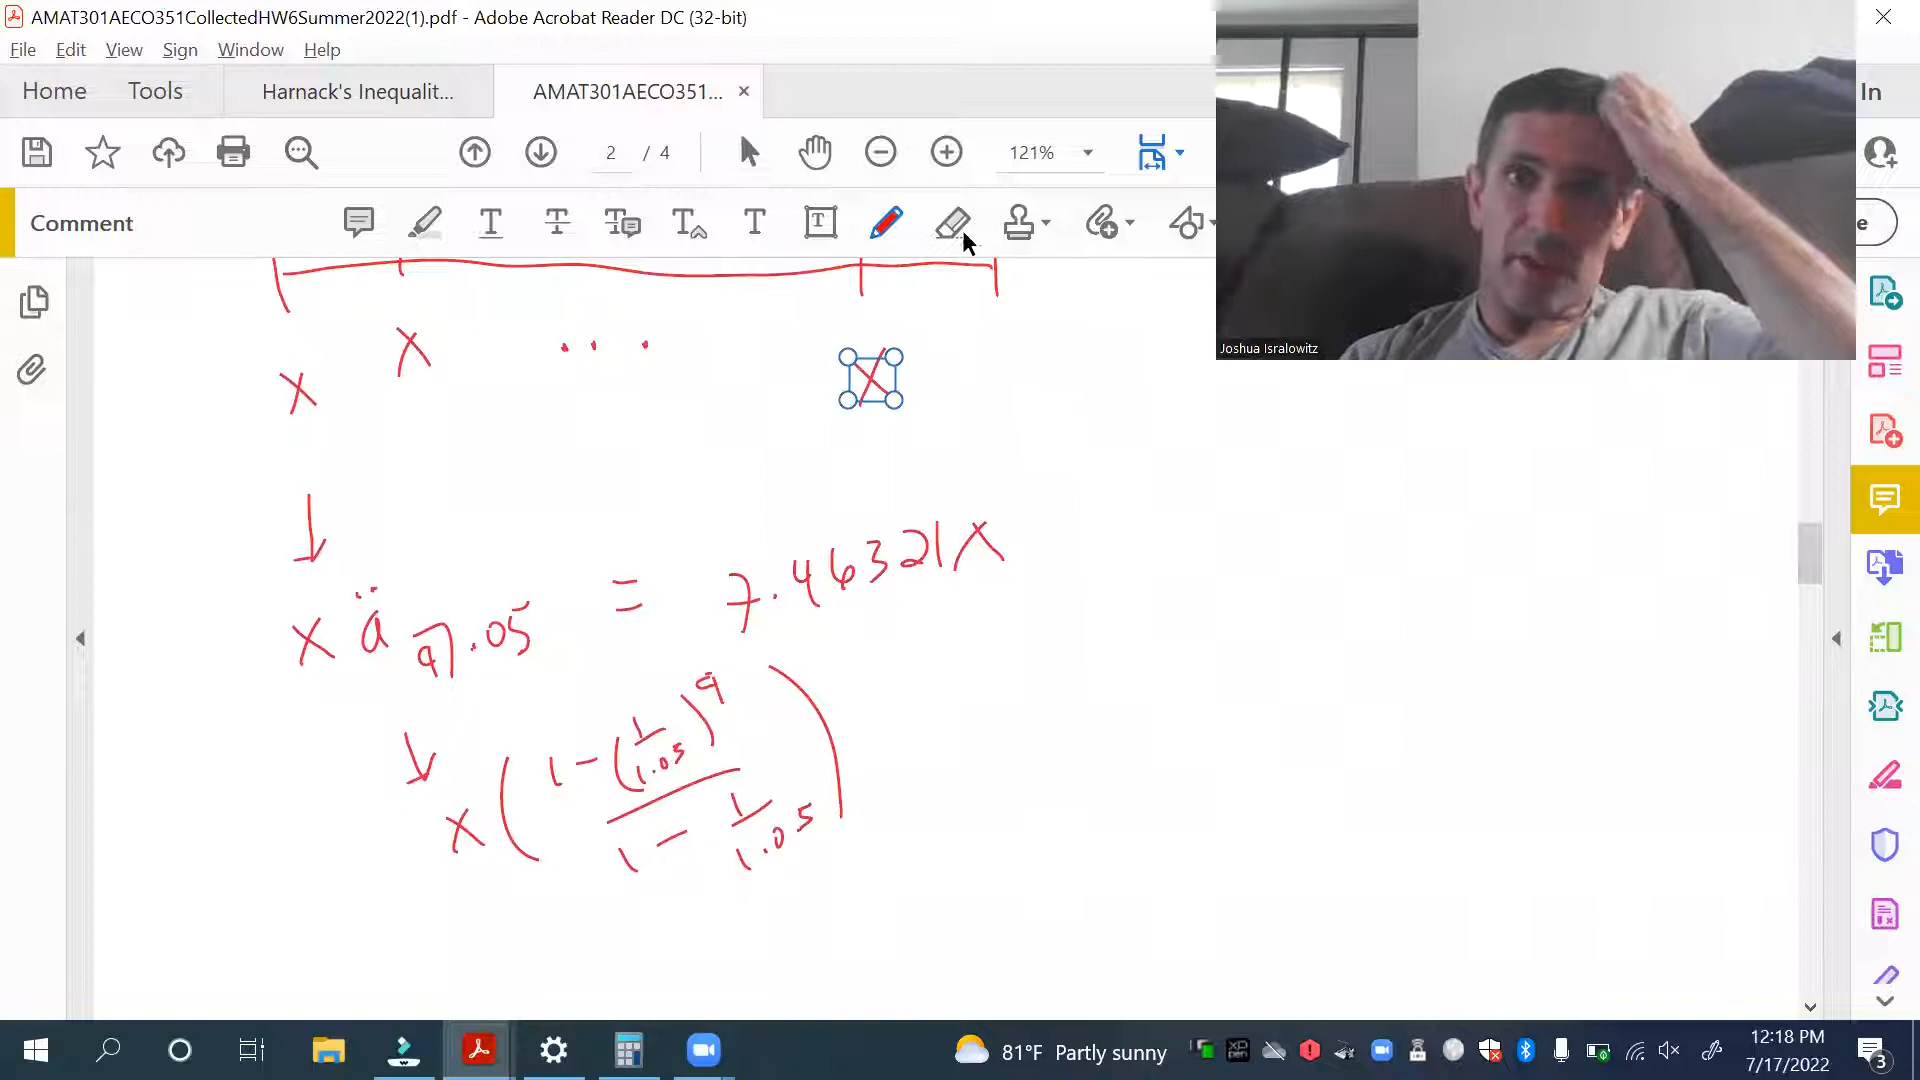 AMAT301AECO351CollectedHW6Summer2022(1).pdf - Adobe Acrobat Reader DC (32-bit)
File Edit View Sign Window Help
Home Tools Harnack's Inequalit... AMAT301AECO351... × In
2 / 4 121%
Comment e
Joshua Isralowitz
X X . . . X
↓
X ä 9̅|.05 = 7.46321X
↓
X ( (1 - (1/1.05)^9) / (1 - 1/1.05) )
81°F Partly sunny
12:18 PM
7/17/2022
3